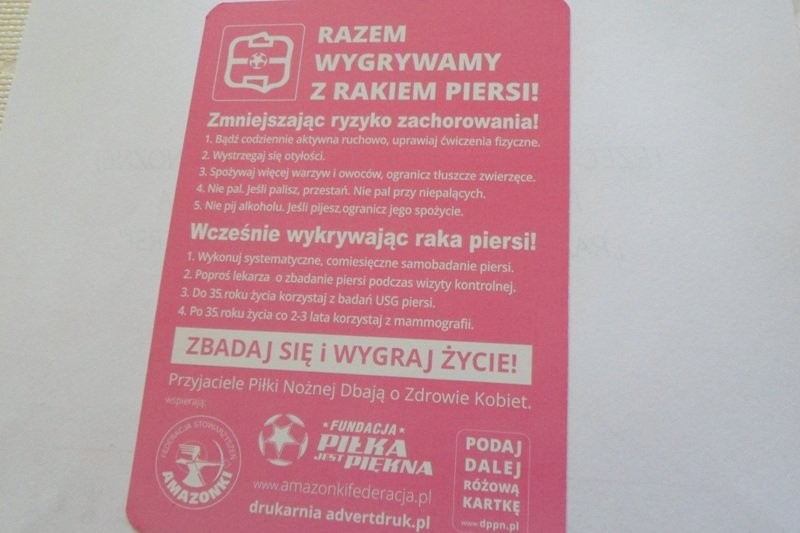 RAZEM
WYGRYWAMY
Z RAKIEM PIERSI!
Zmniejszając ryzyko zachorowania!
1. Bądź codziennie aktywna ruchowo, uprawiaj ćwiczenia fizyczne.
2. Wystrzegaj się otyłości.
3. Spożywaj więcej warzyw i owoców, ogranicz tłuszcze zwierzęce.
4. Nie pal. Jeśli palisz, przestań. Nie pal przy niepalących.
5. Nie pij alkoholu. Jeśli pijesz,ogranicz jego spożycie.
Wcześnie wykrywając raka piersi!
1. Wykonuj systematyczne, comiesięczne samobadanie piersi.
2. Poproś lekarza o zbadanie piersi podczas wizyty kontrolnej.
3. Do 35.roku życia korzystaj z badań USG piersi.
4. Po 35.roku życia co 2-3 lata korzystaj z mammografii.
ZBADAJ SIĘ i WYGRAJ ŻYCIE!
Przyjaciele Piłki Nożnej Dbają o Zdrowie Kobiet.
wspierają:
FEDERACJA STOWARZYSZEŃ
AMAZONKI
FUNDACJA
PIŁKA
JEST PIĘKNA
www.amazonkifederacja.pl
drukarnia advertdruk.pl
PODAJ
DALEJ
RÓŻOWĄ
KARTKĘ
www.dppn.pl